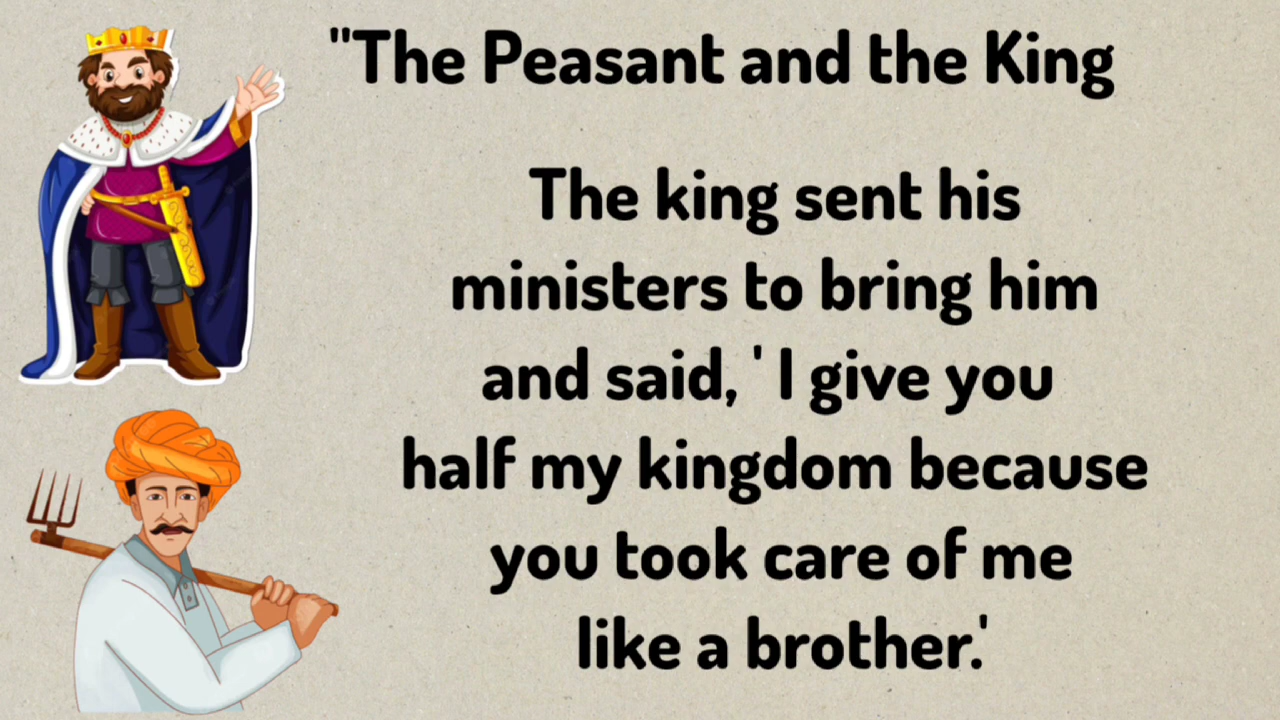 "The Peasant and the King
The king sent his
ministers to bring him
and said, ' I give you
half my kingdom because
you took care of me
like a brother.'